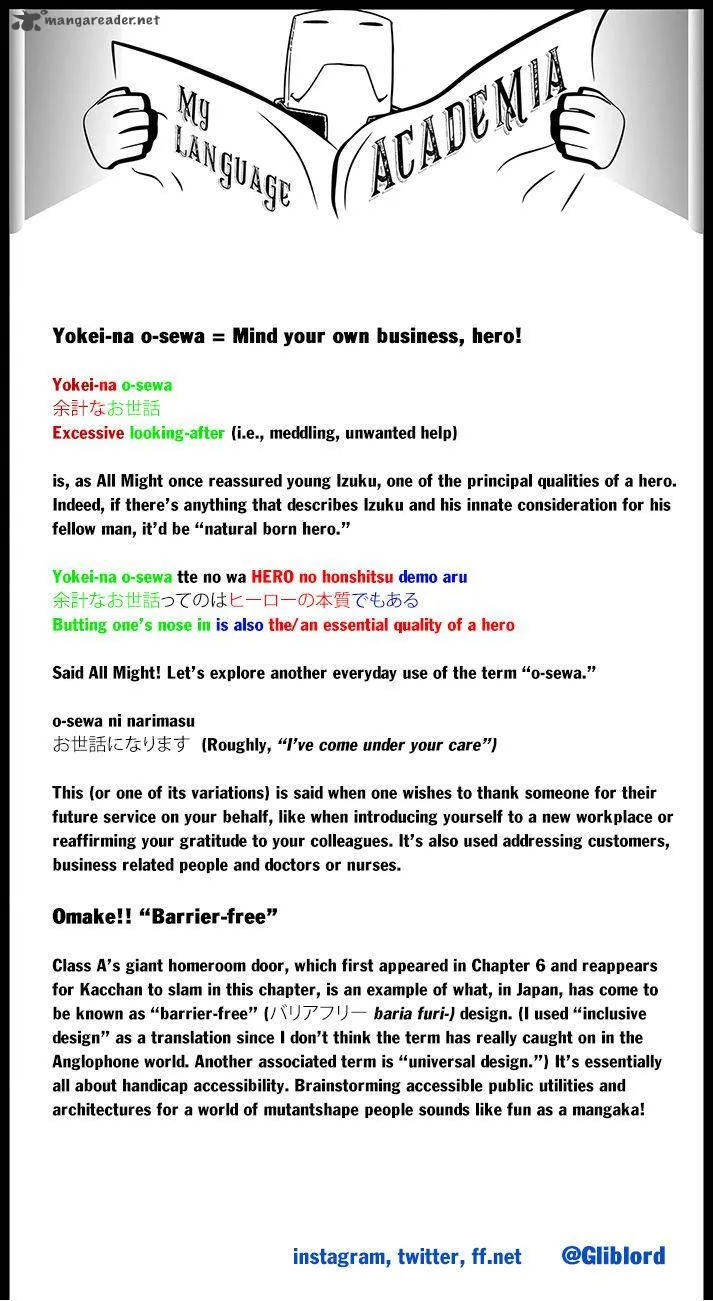 mangareader.net
MY
LANGUAGE
ACADEMIA
Yokei-na o-sewa = Mind your own business, hero!
Yokei-na o-sewa
余計なお世話
Excessive looking-after (i.e., meddling, unwanted help)
is, as All Might once reassured young Izuku, one of the principal qualities of a hero.
Indeed, if there's anything that describes Izuku and his innate consideration for his
fellow man, it'd be “natural born hero.”
Yokei-na o-sewa tte no wa HERO no honshitsu demo aru
余計なお世話ってのはヒーローの本質でもある
Butting one's nose in is also the/an essential quality of a hero
Said All Might! Let's explore another everyday use of the term “o-sewa.”
o-sewa ni narimasu
お世話になります (Roughly, “I've come under your care”)
This (or one of its variations) is said when one wishes to thank someone for their
future service on your behalf, like when introducing yourself to a new workplace or
reaffirming your gratitude to your colleagues. It's also used addressing customers,
business related people and doctors or nurses.
Omake!! “Barrier-free”
Class A's giant homeroom door, which first appeared in Chapter 6 and reappears
for Kacchan to slam in this chapter, is an example of what, in Japan, has come to
be known as “barrier-free” (バリアフリー baria furi-) design. (I used “inclusive
design” as a translation since I don't think the term has really caught on in the
Anglophone world. Another associated term is “universal design.”) It's essentially
all about handicap accessibility. Brainstorming accessible public utilities and
architectures for a world of mutantshape people sounds like fun as a mangaka!
instagram, twitter, ff.net @Gliblord